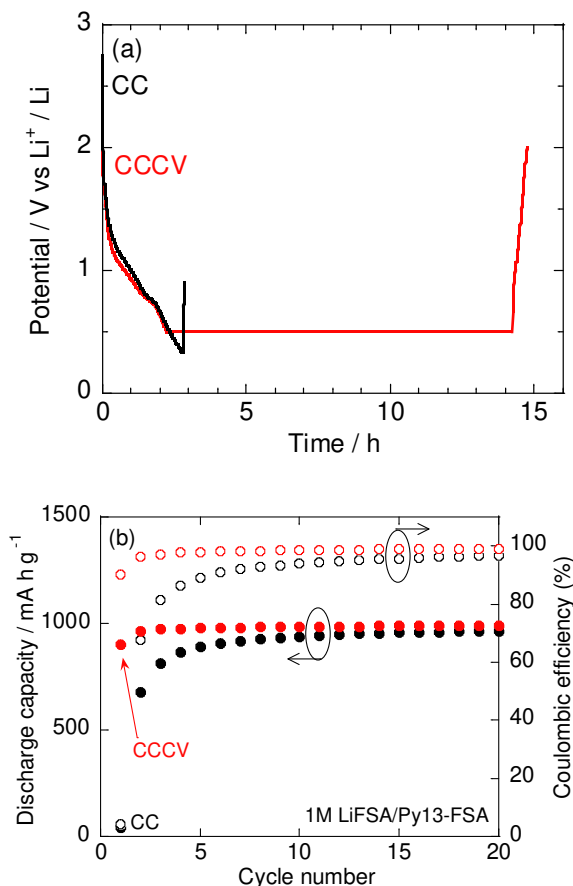 (a)
CC
CCCV
Potential / V vs Li⁺ / Li
3
2
1
0
0
5
10
15
Time / h
(b)
Discharge capacity / mA h g⁻¹
1500
1000
500
0
Coulombic efficiency (%)
100
80
60
40
20
0
CCCV
CC
1M LiFSA/Py13-FSA
0
5
10
15
20
Cycle number